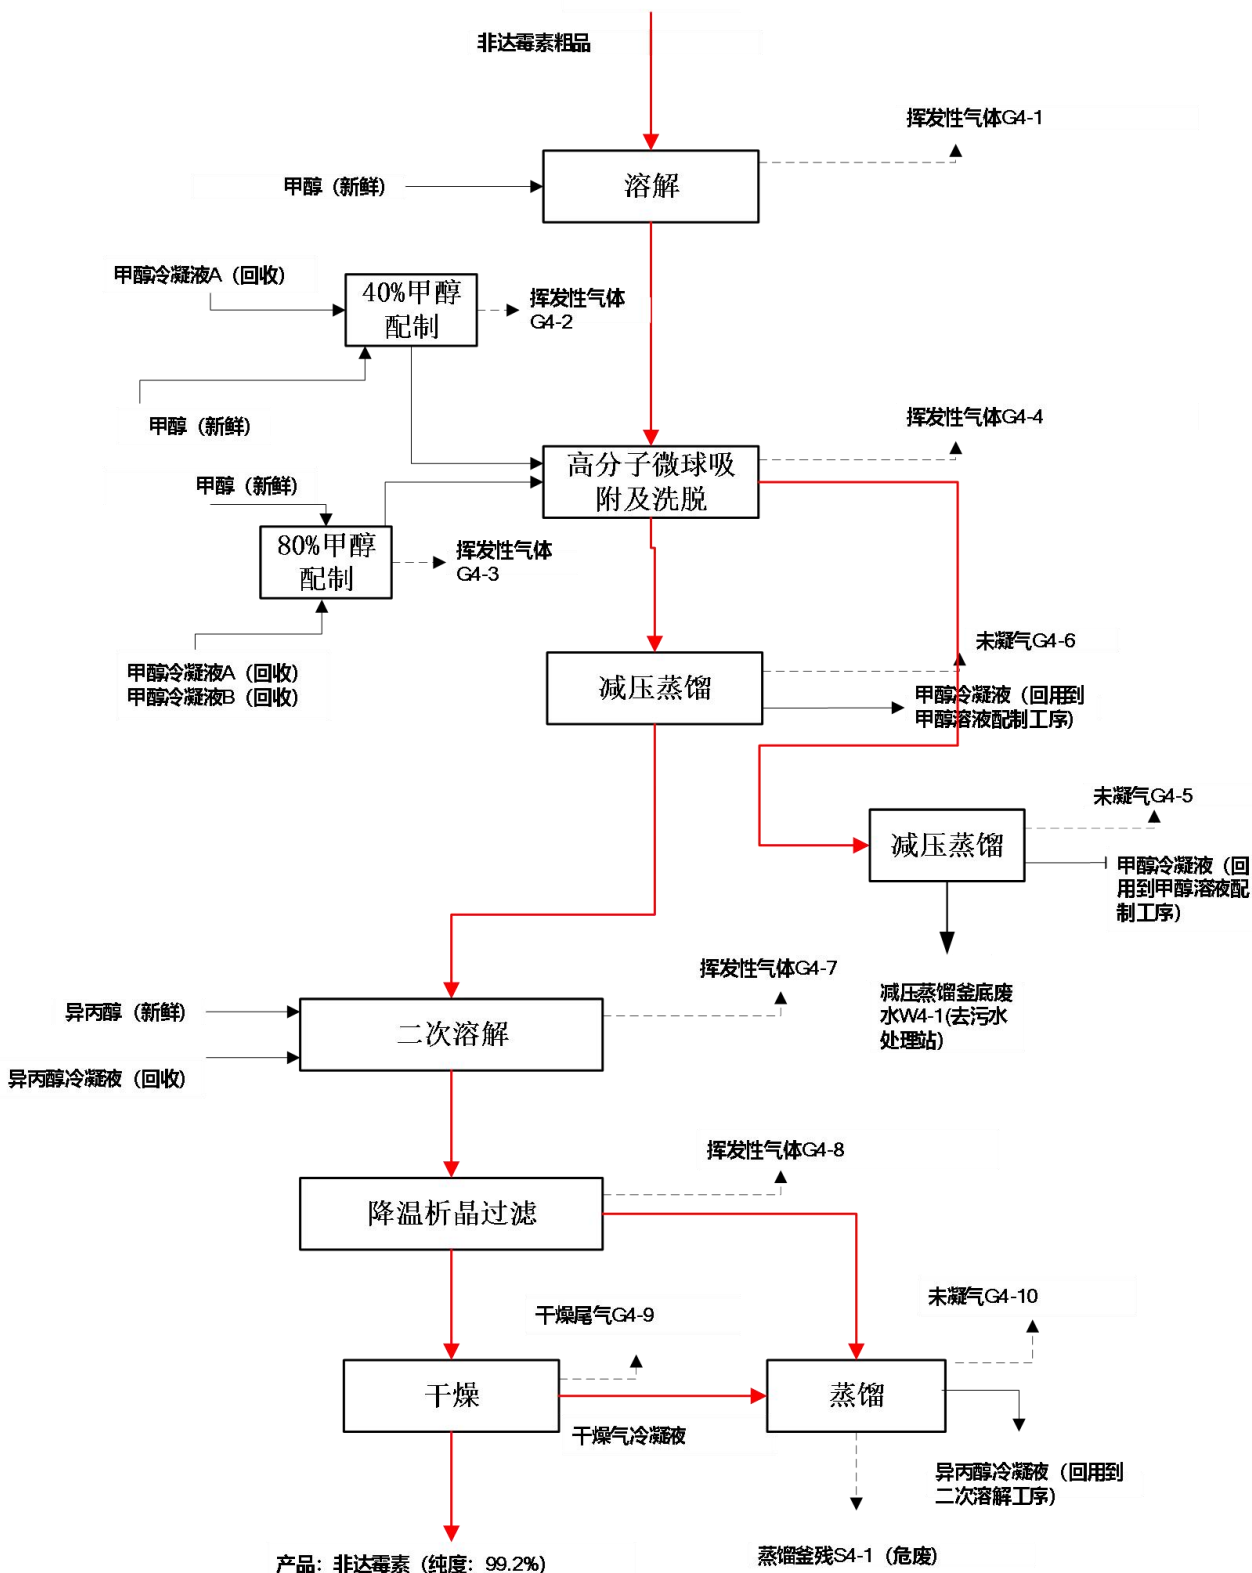 非达霉素粗品
挥发性气体G4-1
溶解
甲醇（新鲜）
甲醇冷凝液A（回收）
40%甲醇
配制
挥发性气体
G4-2
甲醇（新鲜）
挥发性气体G4-4
高分子微球吸
附及洗脱
甲醇（新鲜）
80%甲醇
配制
挥发性气体
G4-3
甲醇冷凝液A（回收）
甲醇冷凝液B（回收）
未凝气G4-6
减压蒸馏
甲醇冷凝液（回用到
甲醇溶液配制工序）
未凝气G4-5
减压蒸馏
甲醇冷凝液（回
用到甲醇溶液配
制工序）
挥发性气体G4-7
减压蒸馏釜底废
水W4-1(去污水
处理站）
异丙醇（新鲜）
二次溶解
异丙醇冷凝液（回收）
挥发性气体G4-8
降温析晶过滤
未凝气G4-10
干燥尾气G4-9
干燥
蒸馏
干燥气冷凝液
异丙醇冷凝液（回用到
二次溶解工序）
蒸馏釜残S4-1（危废）
产品：非达霉素（纯度：99.2%）